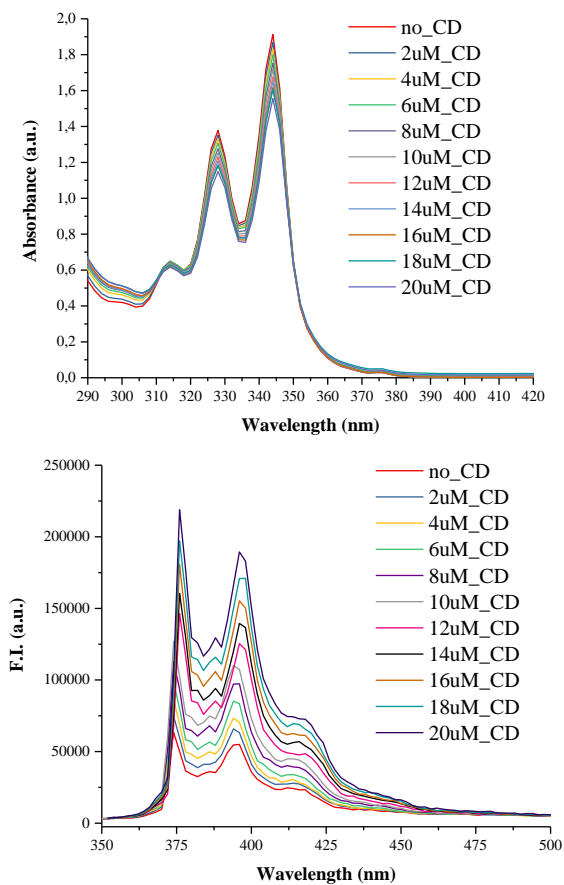 2,0
1,8
1,6
1,4
1,2
1,0
0,8
0,6
0,4
0,2
0,0
Absorbance (a.u.)
290 300 310 320 330 340 350 360 370 380 390 400 410 420
Wavelength (nm)
no_CD
2uM_CD
4uM_CD
6uM_CD
8uM_CD
10uM_CD
12uM_CD
14uM_CD
16uM_CD
18uM_CD
20uM_CD
250000
200000
150000
100000
50000
0
F.I. (a.u.)
350 375 400 425 450 475 500
Wavelength (nm)
no_CD
2uM_CD
4uM_CD
6uM_CD
8uM_CD
10uM_CD
12uM_CD
14uM_CD
16uM_CD
18uM_CD
20uM_CD